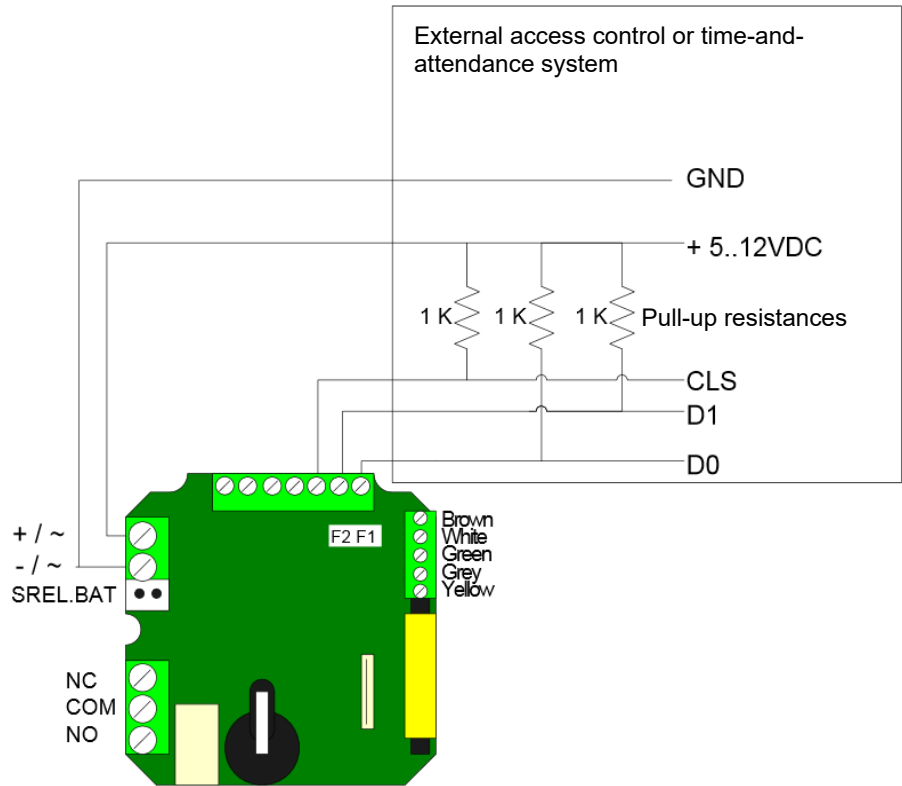 External access control or time-and-
attendance system
GND
+ 5..12VDC
1 K
1 K
1 K
Pull-up resistances
CLS
D1
D0
F2 F1
Brown
White
Green
Grey
Yellow
+ / ~
- / ~
SREL.BAT
NC
COM
NO